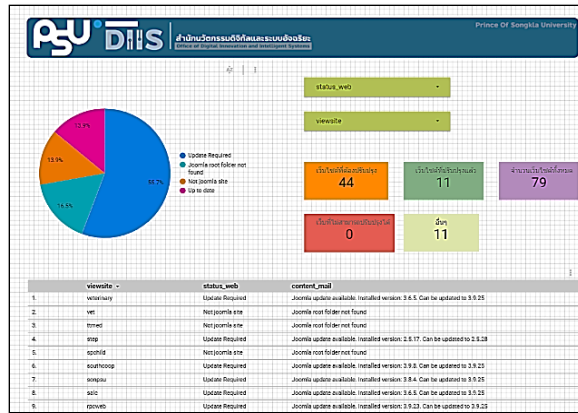 PSU DIIS
สำนักนวัตกรรมดิจิทัลและระบบอัจฉริยะ
Office of Digital Innovation and Intelligent Systems
Prince Of Songkla University
status_web
viewsite
13.9%
16.5%
Update Required
Joomla root folder not found
Not joomla site
Up to date
เว็บไซต์ที่ต้องปรับปรุง
44
เว็บไซต์ที่ปรับปรุงแล้ว
11
จำนวนเว็บไซต์ทั้งหมด
79
เว็บที่ไม่สามารถปรับปรุงได้
0
อื่นๆ
11
viewsite status_web content_mail
1. veterinary Update Required Joomla update available. Installed version: 3.6.5. Can be updated to 3.9.25
2. vet Not joomla site Joomla root folder not found
3. ttmed Not joomla site Joomla root folder not found
4. step Update Required Joomla update available. Installed version: 2.5.17. Can be updated to 2.5.28
5. spchild Not joomla site Joomla root folder not found
6. southcoop Update Required Joomla update available. Installed version: 3.9.8. Can be updated to 3.9.25
7. sonpsu Update Required Joomla update available. Installed version: 3.8.4. Can be updated to 3.9.25
8. Update Required Joomla update available. Installed version: 3.6.5. Can be updated to 3.9.25
9. rpoweb Update Required Joomla update available. Installed version: 3.9.23. Can be updated to 3.9.25